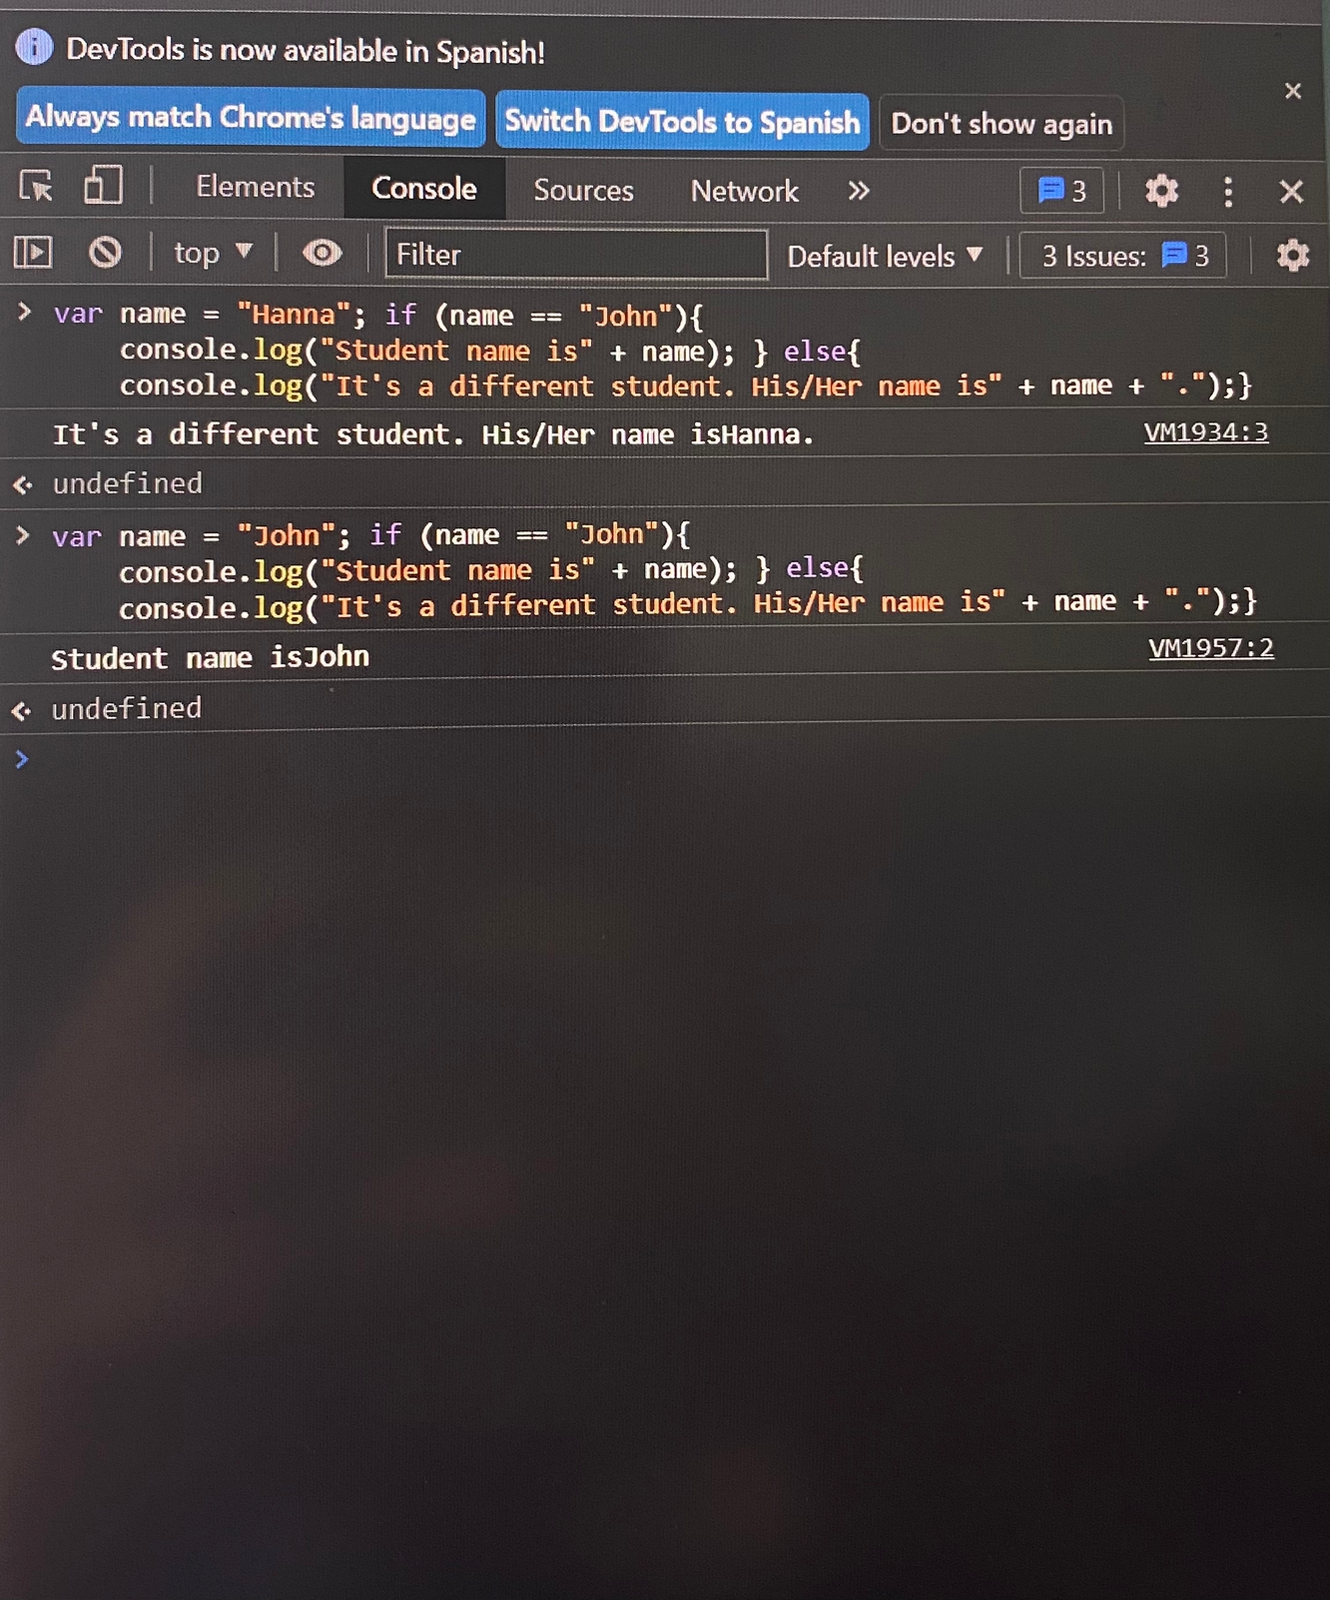 DevTools is now available in Spanish!
Always match Chrome's language Switch DevTools to Spanish Don't show again
Elements Console Sources Network 3
top Filter Default levels 3 Issues: 3
var name = "Hanna"; if (name == "John"){
console.log("Student name is" + name); } else{
console.log("It's a different student. His/Her name is" + name + ".");}
It's a different student. His/Her name isHanna. VM1934:3
undefined
var name = "John"; if (name == "John"){
console.log("Student name is" + name); } else{
console.log("It's a different student. His/Her name is" + name + ".");}
Student name isJohn VM1957:2
undefined